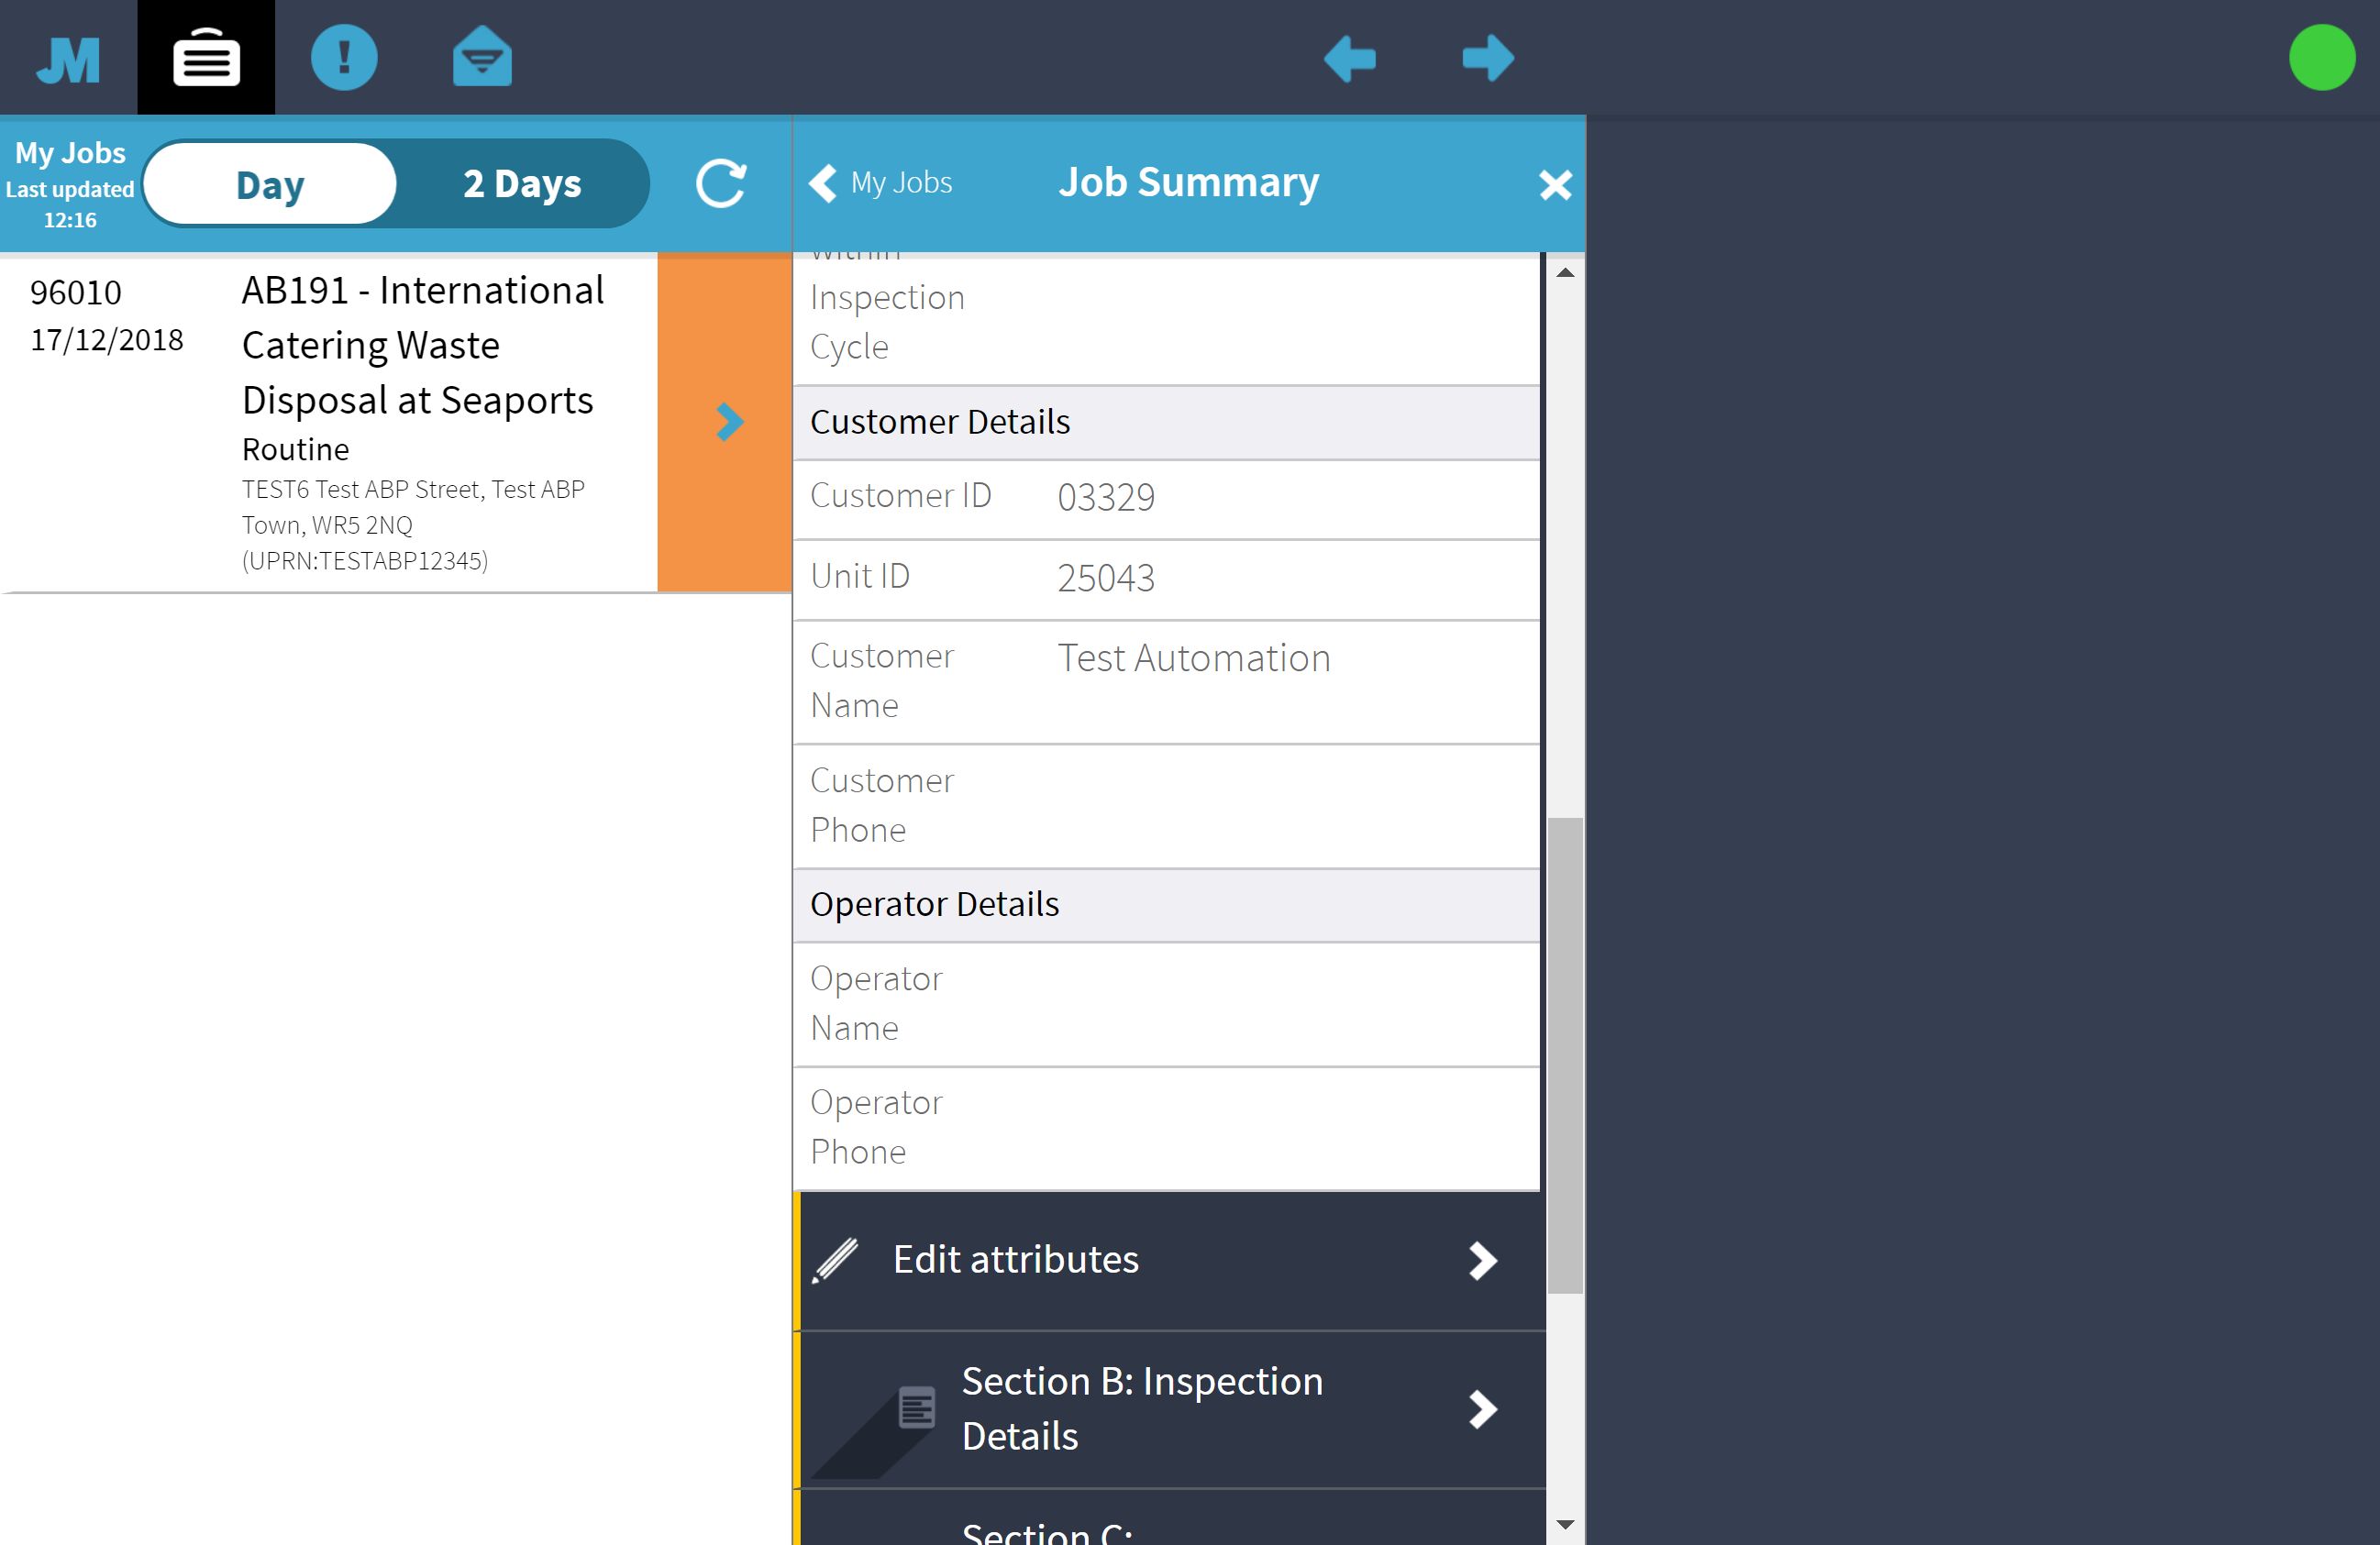 JM
My Jobs
Last updated
12:16
Day
2 Days
My Jobs
Job Summary
96010
17/12/2018
AB191 - International
Catering Waste
Disposal at Seaports
Routine
TEST6 Test ABP Street, Test ABP
Town, WR5 2NQ
(UPRN:TESTABP12345)
Within
Inspection
Cycle
Customer Details
Customer ID 03329
Unit ID 25043
Customer Test Automation
Name
Customer
Phone
Operator Details
Operator
Name
Operator
Phone
Edit attributes
Section B: Inspection
Details
Section C: